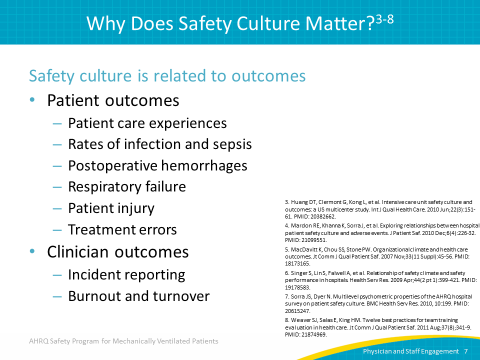 Why Does Safety Culture Matter?3-8
Safety culture is related to outcomes
• Patient outcomes
– Patient care experiences
– Rates of infection and sepsis
– Postoperative hemorrhages
– Respiratory failure
– Patient injury
– Treatment errors
• Clinician outcomes
– Incident reporting
– Burnout and turnover
3. Huang DT, Clermont G, Kong L, et al. Intensive care unit safety culture and
outcomes: a US multicenter study. Int J Qual Health Care. 2010 Jun;22(3):151-
61. PMID: 20382662.
4. Mardon RE, Khanna K, Sorra J, et al. Exploring relationships between hospital
patient safety culture and adverse events. J Patient Saf. 2010 Dec;6(4):226-32.
PMID: 21099551.
5. MacDavitt K, Chou SS, Stone PW. Organizational climate and health care
outcomes. Jt Comm J Qual Patient Saf. 2007 Nov;33(11 Suppl):45-56. PMID:
18173165.
6. Singer S, Lin S, Falwell A, et al. Relationship of safety climate and safety
performance in hospitals. Health Serv Res. 2009 Apr;44(2 pt 1):399-421. PMID:
19178583.
7. Sorra JS, Dyer N. Multilevel psychometric properties of the AHRQ hospital
survey on patient safety culture. BMC Health Serv Res. 2010, 10:199. PMID:
20615247.
8. Weaver SJ, Salas E, King HM. Twelve best practices for team training
evaluation in health care. Jt Comm J Qual Patient Saf. 2011 Aug;37(8):341-9.
PMID: 21874969.
AHRQ Safety Program for Mechanically Ventilated Patients
Physician and Staff Engagement 7